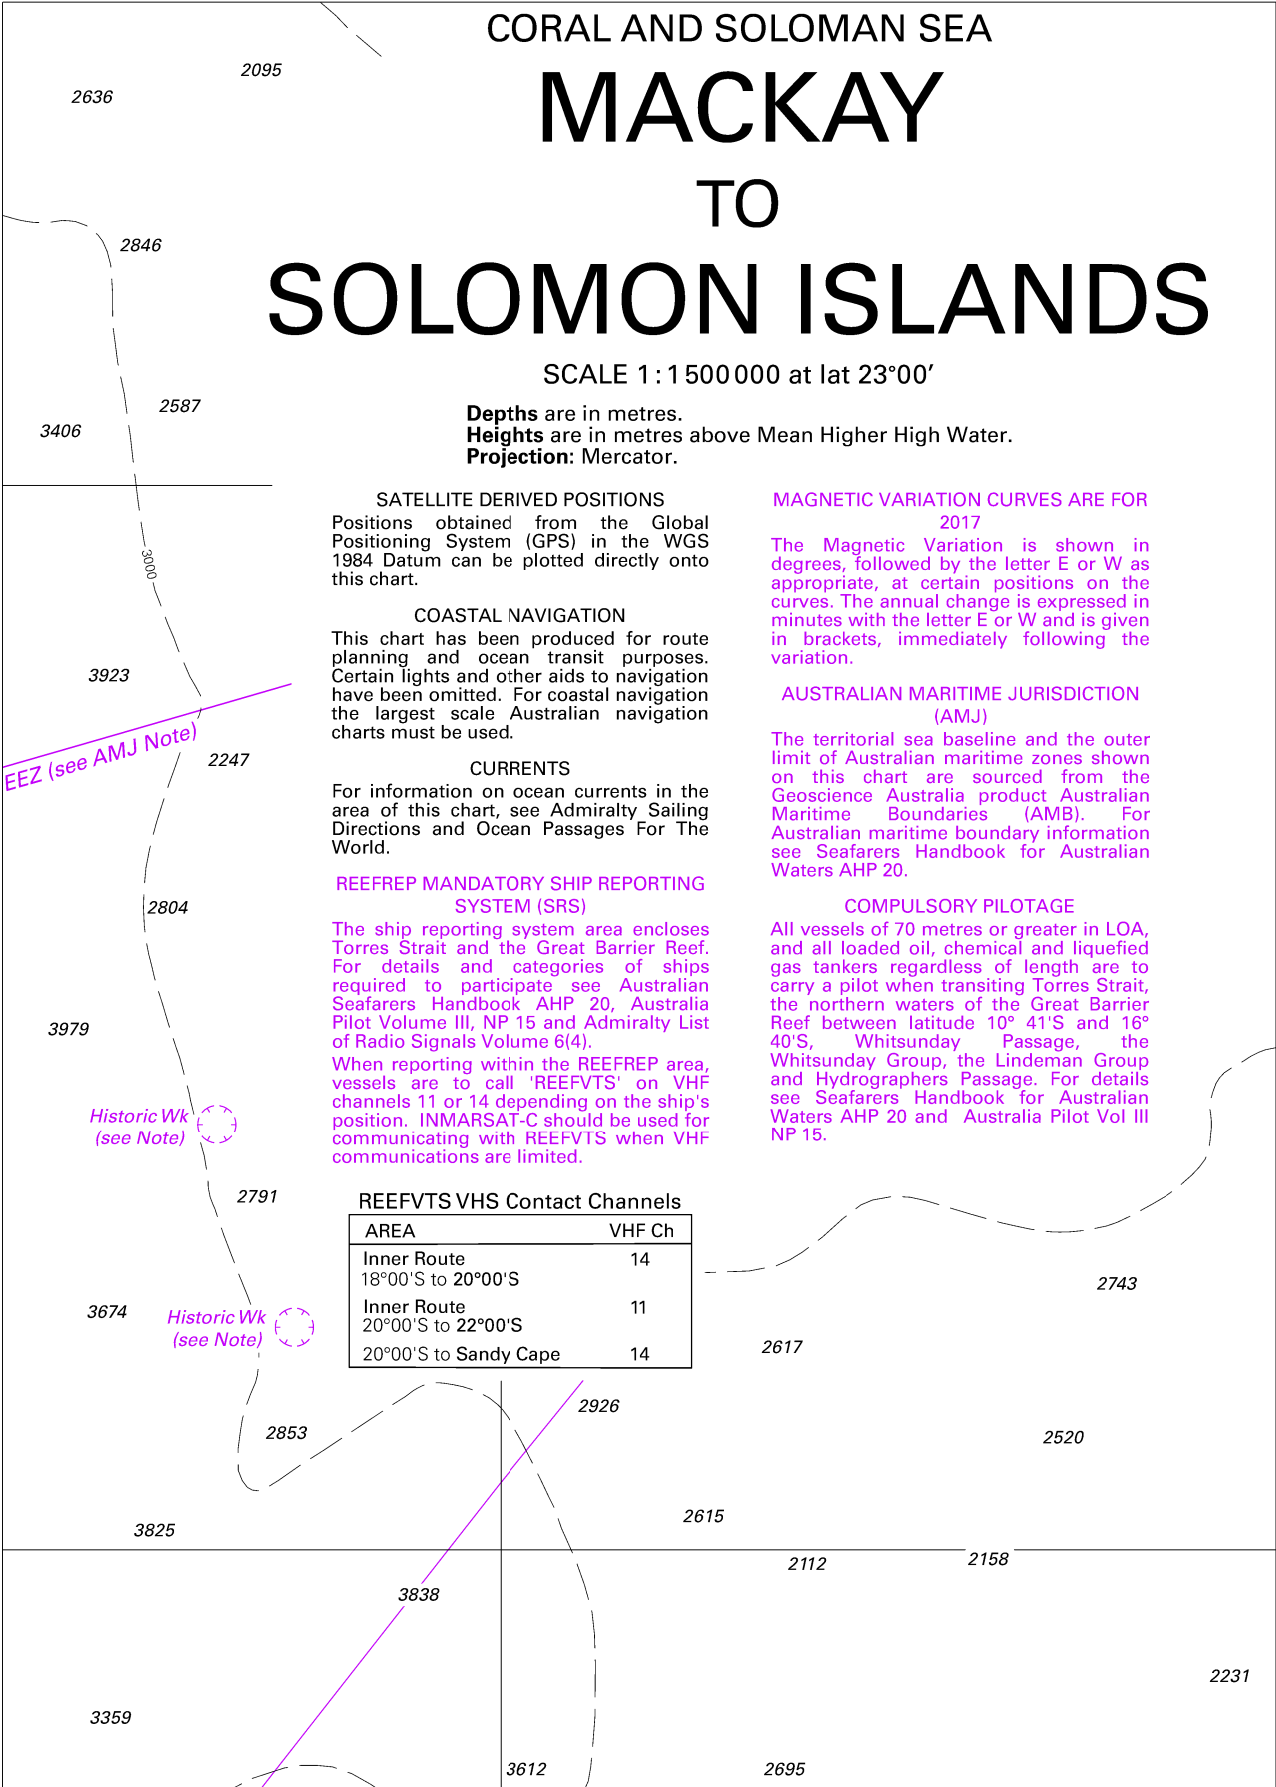 CORAL AND SOLOMAN SEA
MACKAY
TO
SOLOMON ISLANDS
SCALE 1:1 500 000 at lat 23°00′
Depths are in metres.
Heights are in metres above Mean Higher High Water.
Projection: Mercator.
SATELLITE DERIVED POSITIONS
Positions obtained from the Global
Positioning System (GPS) in the WGS
1984 Datum can be plotted directly onto
this chart.
COASTAL NAVIGATION
This chart has been produced for route
planning and ocean transit purposes.
Certain lights and other aids to navigation
have been omitted. For coastal navigation
the largest scale Australian navigation
charts must be used.
CURRENTS
For information on ocean currents in the
area of this chart, see Admiralty Sailing
Directions and Ocean Passages For The
World.
REEFREP MANDATORY SHIP REPORTING
SYSTEM (SRS)
The ship reporting system area encloses
Torres Strait and the Great Barrier Reef.
For details and categories of ships
required to participate see Australian
Seafarers Handbook AHP 20, Australia
Pilot Volume III, NP 15 and Admiralty List
of Radio Signals Volume 6(4).
When reporting within the REEFREP area,
vessels are to call 'REEFVTS' on VHF
channels 11 or 14 depending on the ship's
position. INMARSAT-C should be used for
communicating with REEFVTS when VHF
communications are limited.
MAGNETIC VARIATION CURVES ARE FOR
2017
The Magnetic Variation is shown in
degrees, followed by the letter E or W as
appropriate, at certain positions on the
curves. The annual change is expressed in
minutes with the letter E or W and is given
in brackets, immediately following the
variation.
AUSTRALIAN MARITIME JURISDICTION
(AMJ)
The territorial sea baseline and the outer
limit of Australian maritime zones shown
on this chart are sourced from the
Geoscience Australia product Australian
Maritime Boundaries (AMB). For
Australian maritime boundary information
see Seafarers Handbook for Australian
Waters AHP 20.
COMPULSORY PILOTAGE
All vessels of 70 metres or greater in LOA,
and all loaded oil, chemical and liquefied
gas tankers regardless of length are to
carry a pilot when transiting Torres Strait,
the northern waters of the Great Barrier
Reef between latitude 10° 41'S and 16°
40'S, Whitsunday Passage, the
Whitsunday Group, the Lindeman Group
and Hydrographers Passage. For details
see Seafarers Handbook for Australian
Waters AHP 20 and Australia Pilot Vol III
NP 15.
REEFVTS VHS Contact Channels
AREA VHF Ch
Inner Route 14
18°00'S to 20°00'S
Inner Route 11
20°00'S to 22°00'S
20°00'S to Sandy Cape 14
2095
2636
2846
2587
3406
3000
3923
EEZ (see AMJ Note)
2247
2804
3979
Historic Wk
(see Note)
2791
3674
Historic Wk
(see Note)
2743
2617
2926
2853
2520
2615
3825
2112
2158
3838
2231
3359
3612
2695